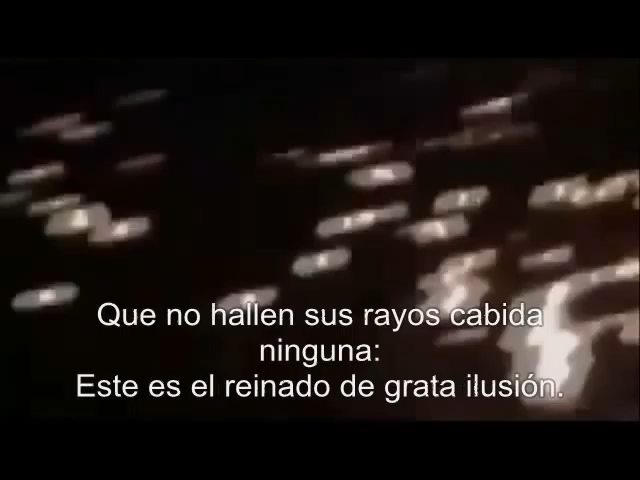 Que no hallen sus rayos cabida
ninguna:
Este es el reinado de grata ilusión.